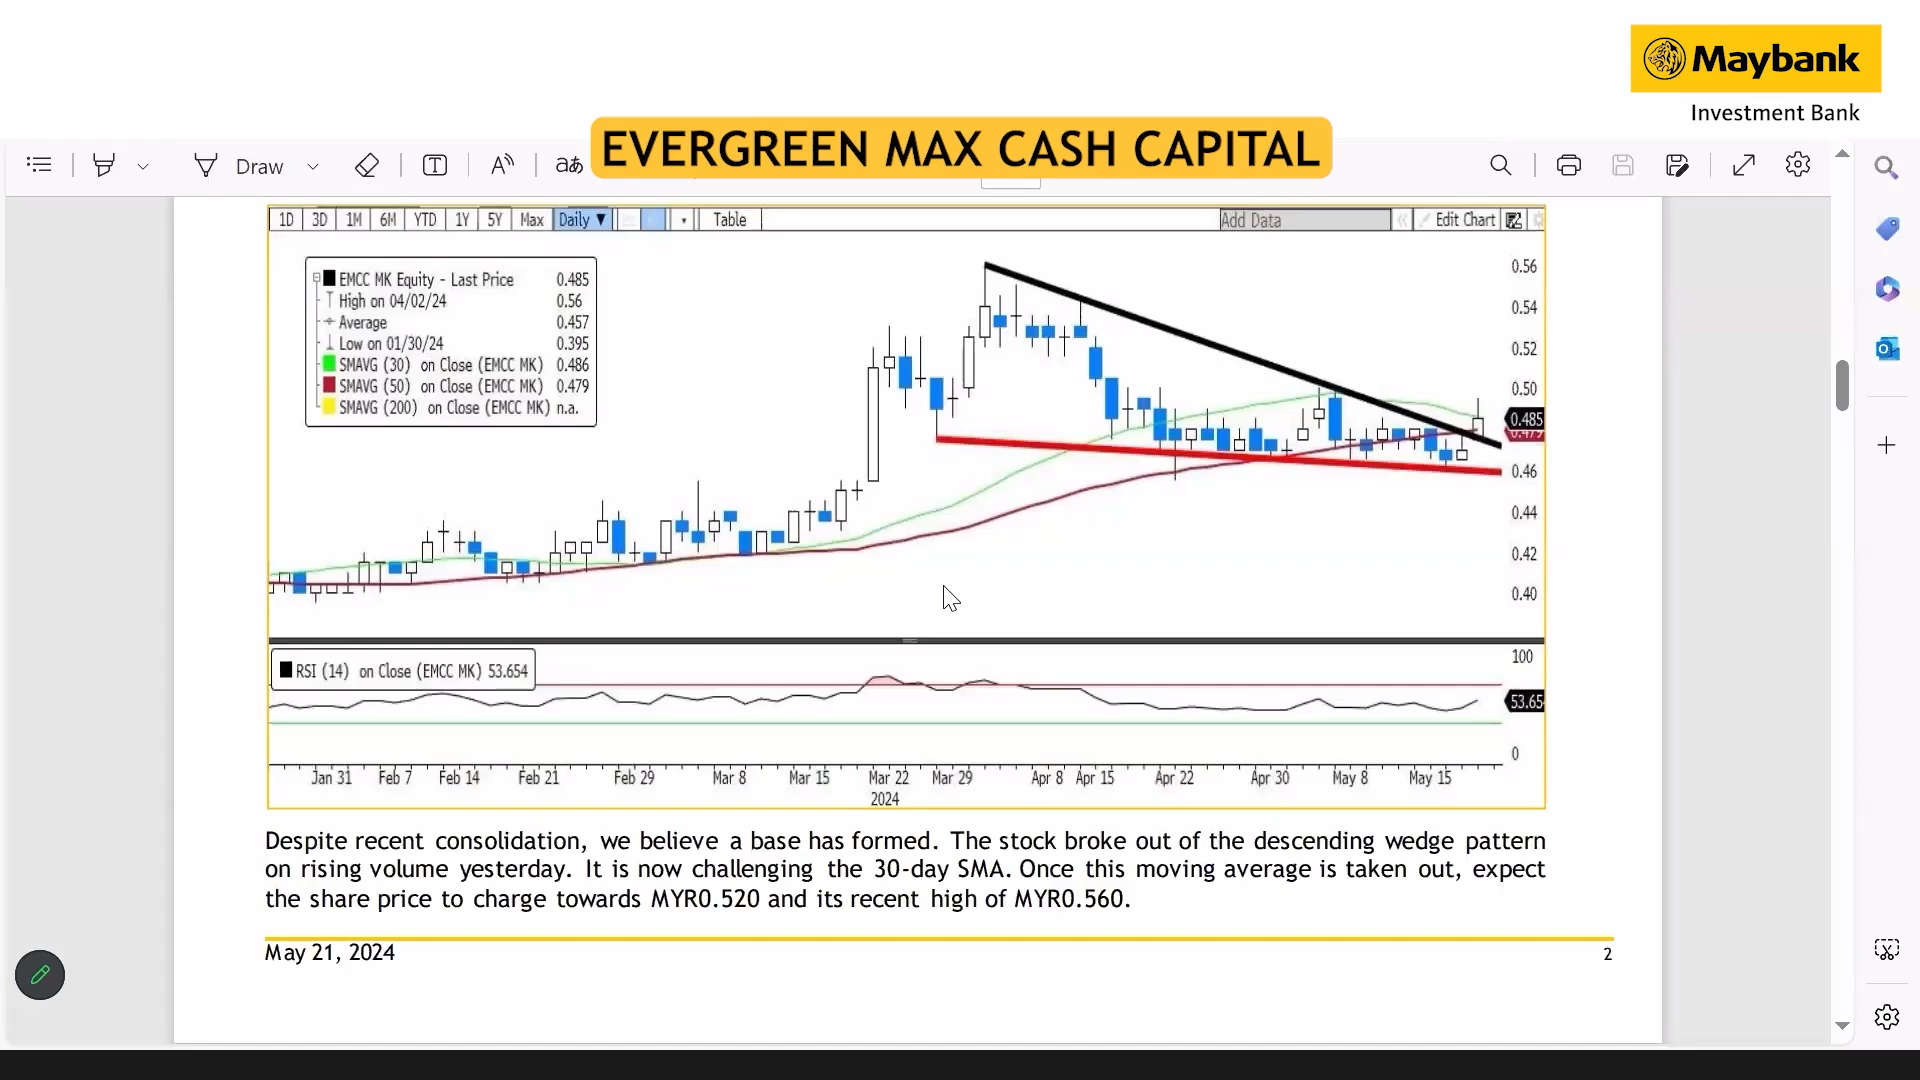 Maybank
Investment Bank
EVERGREEN MAX CASH CAPITAL
Draw
aあ
1D 3D 1M 6M YTD 1Y 5Y Max Daily ▼ Table Add Data « Edit Chart
EMCC MK Equity - Last Price 0.485
High on 04/02/24 0.56
Average 0.457
Low on 01/30/24 0.395
SMAVG (30) on Close (EMCC MK) 0.486
SMAVG (50) on Close (EMCC MK) 0.479
SMAVG (200) on Close (EMCC MK) n.a.
0.56
0.54
0.52
0.50
0.485
0.479
0.46
0.44
0.42
0.40
RSI (14) on Close (EMCC MK) 53.654
100
53.65
0
Jan 31 Feb 7 Feb 14 Feb 21 Feb 29 Mar 8 Mar 15 Mar 22 Mar 29 Apr 8 Apr 15 Apr 22 Apr 30 May 8 May 15
2024
Despite recent consolidation, we believe a base has formed. The stock broke out of the descending wedge pattern
on rising volume yesterday. It is now challenging the 30-day SMA. Once this moving average is taken out, expect
the share price to charge towards MYR0.520 and its recent high of MYR0.560.
May 21, 2024
2